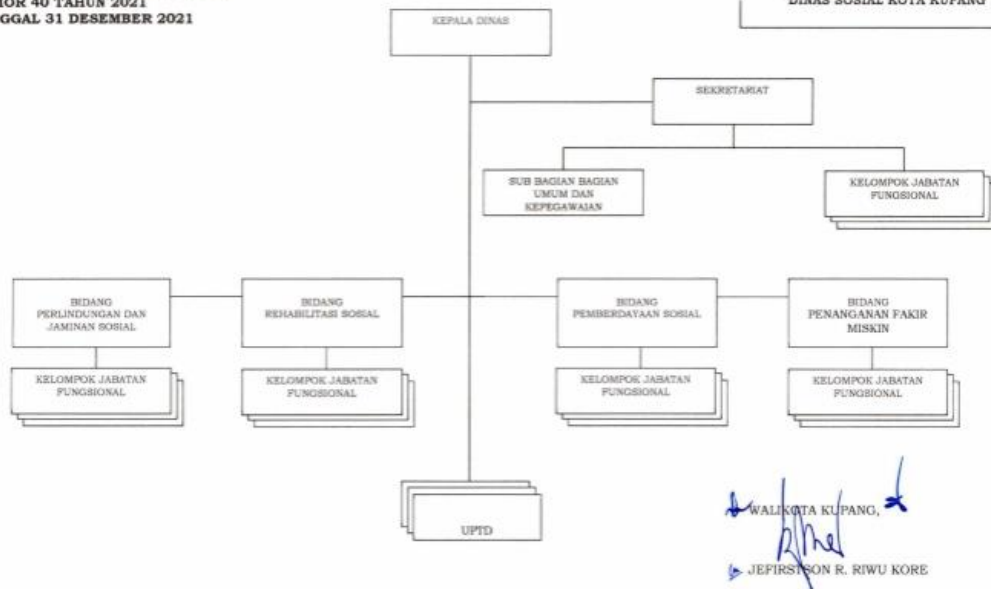 NOMOR 40 TAHUN 2021
TANGGAL 31 DESEMBER 2021
DINAS SOSIAL KOTA KUPANG
KEPALA DINAS
SEKRETARIAT
SUB BAGIAN BAGIAN
UMUM DAN
KEPEGAWAIAN
KELOMPOK JABATAN
FUNGSIONAL
BIDANG
PERLINDUNGAN DAN
JAMINAN SOSIAL
BIDANG
REHABILITASI SOSIAL
BIDANG
PEMBERDAYAAN SOSIAL
BIDANG
PENANGANAN FAKIR
MISKIN
KELOMPOK JABATAN
FUNGSIONAL
KELOMPOK JABATAN
FUNGSIONAL
KELOMPOK JABATAN
FUNGSIONAL
KELOMPOK JABATAN
FUNGSIONAL
UPTD
WALIKOTA KUPANG,
JEFIRSTSON R. RIWU KORE